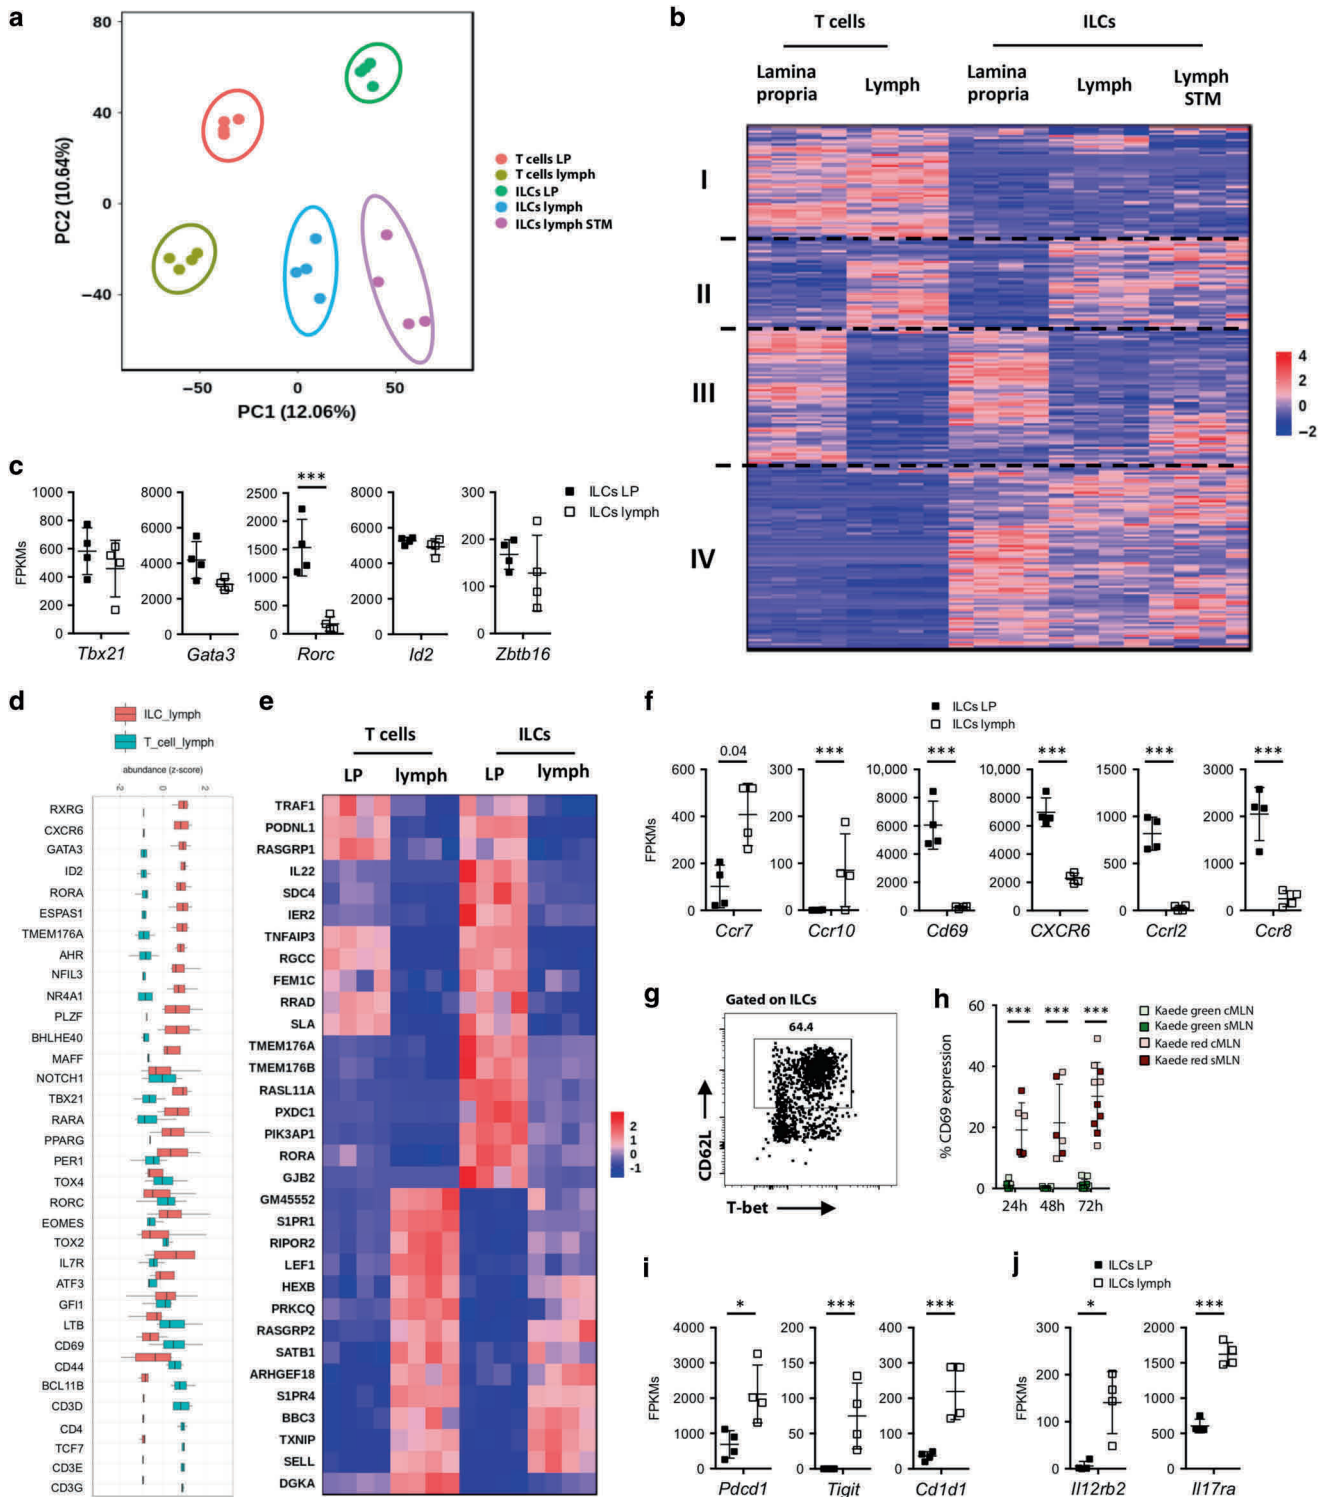 a
80
40
0
−40
PC2 (10.64%)
−50
0
50
PC1 (12.06%)
T cells LP
T cells lymph
ILCs LP
ILCs lymph
ILCs lymph STM
b
T cells
ILCs
Lamina propria
Lymph
Lamina propria
Lymph
Lymph STM
I
II
III
IV
4
2
0
−2
c
ILCs LP
ILCs lymph
FPKMs
1000
800
600
400
200
0
Tbx21
8000
6000
4000
2000
0
Gata3
***
2500
2000
1500
1000
500
0
Rorc
8000
6000
4000
2000
0
Id2
300
200
100
0
Zbtb16
d
ILC_lymph
T_cell_lymph
abundance (z-score)
-2
0
2
RXRG
CXCR6
GATA3
ID2
RORA
ESPAS1
TMEM176A
AHR
NFIL3
NR4A1
PLZF
BHLHE40
MAFF
NOTCH1
TBX21
RARA
PPARG
PER1
TOX4
RORC
EOMES
TOX2
IL7R
ATF3
GFI1
LTB
CD69
CD44
BCL11B
CD3D
CD4
TCF7
CD3E
CD3G
e
T cells
ILCs
LP
lymph
LP
lymph
TRAF1
PODNL1
RASGRP1
IL22
SDC4
IER2
TNFAIP3
RGCC
FEM1C
RRAD
SLA
TMEM176A
TMEM176B
RASL11A
PXDC1
PIK3AP1
RORA
GJB2
GM45552
S1PR1
RIPOR2
LEF1
HEXB
PRKCQ
RASGRP2
SATB1
ARHGEF18
S1PR4
BBC3
TXNIP
SELL
DGKA
2
1
0
-1
f
ILCs LP
ILCs lymph
FPKMs
0.04
600
400
200
0
Ccr7
***
300
200
100
0
Ccr10
***
10,000
8000
6000
4000
2000
0
Cd69
***
10,000
8000
6000
4000
2000
0
CXCR6
***
1500
1000
500
0
Ccrl2
***
3000
2000
1000
0
Ccr8
g
Gated on ILCs
64.4
CD62L
T-bet
h
% CD69 expression
60
40
20
0
***
***
***
24h
48h
72h
Kaede green cMLN
Kaede green sMLN
Kaede red cMLN
Kaede red sMLN
i
FPKMs
*
4000
3000
2000
1000
0
Pdcd1
***
200
150
100
50
0
Tigit
***
400
300
200
100
0
Cd1d1
j
ILCs LP
ILCs lymph
FPKMs
*
300
200
100
0
Il12rb2
***
2000
1500
1000
500
0
Il17ra